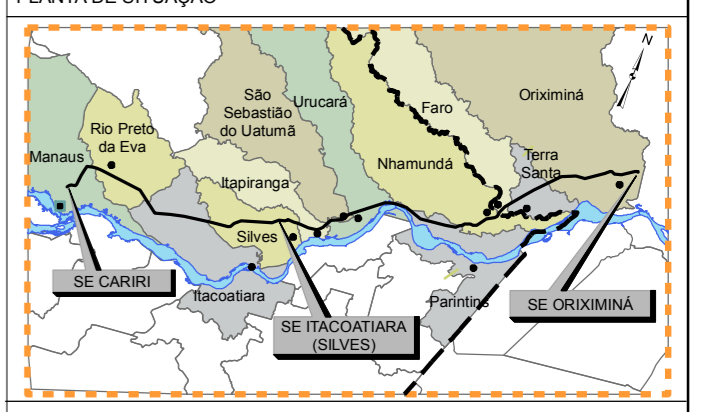 PLANTA DE SITUAÇÃO
N
São
Sebastião
do Uatumã
Urucará
Faro
Oriximiná
Rio Preto
da Eva
Manaus
Nhamundá
Terra
Santa
Itapiranga
Silves
SE CARIRI
Itacoatiara
Parintins
SE ORIXIMINÁ
SE ITACOATIARA
(SILVES)